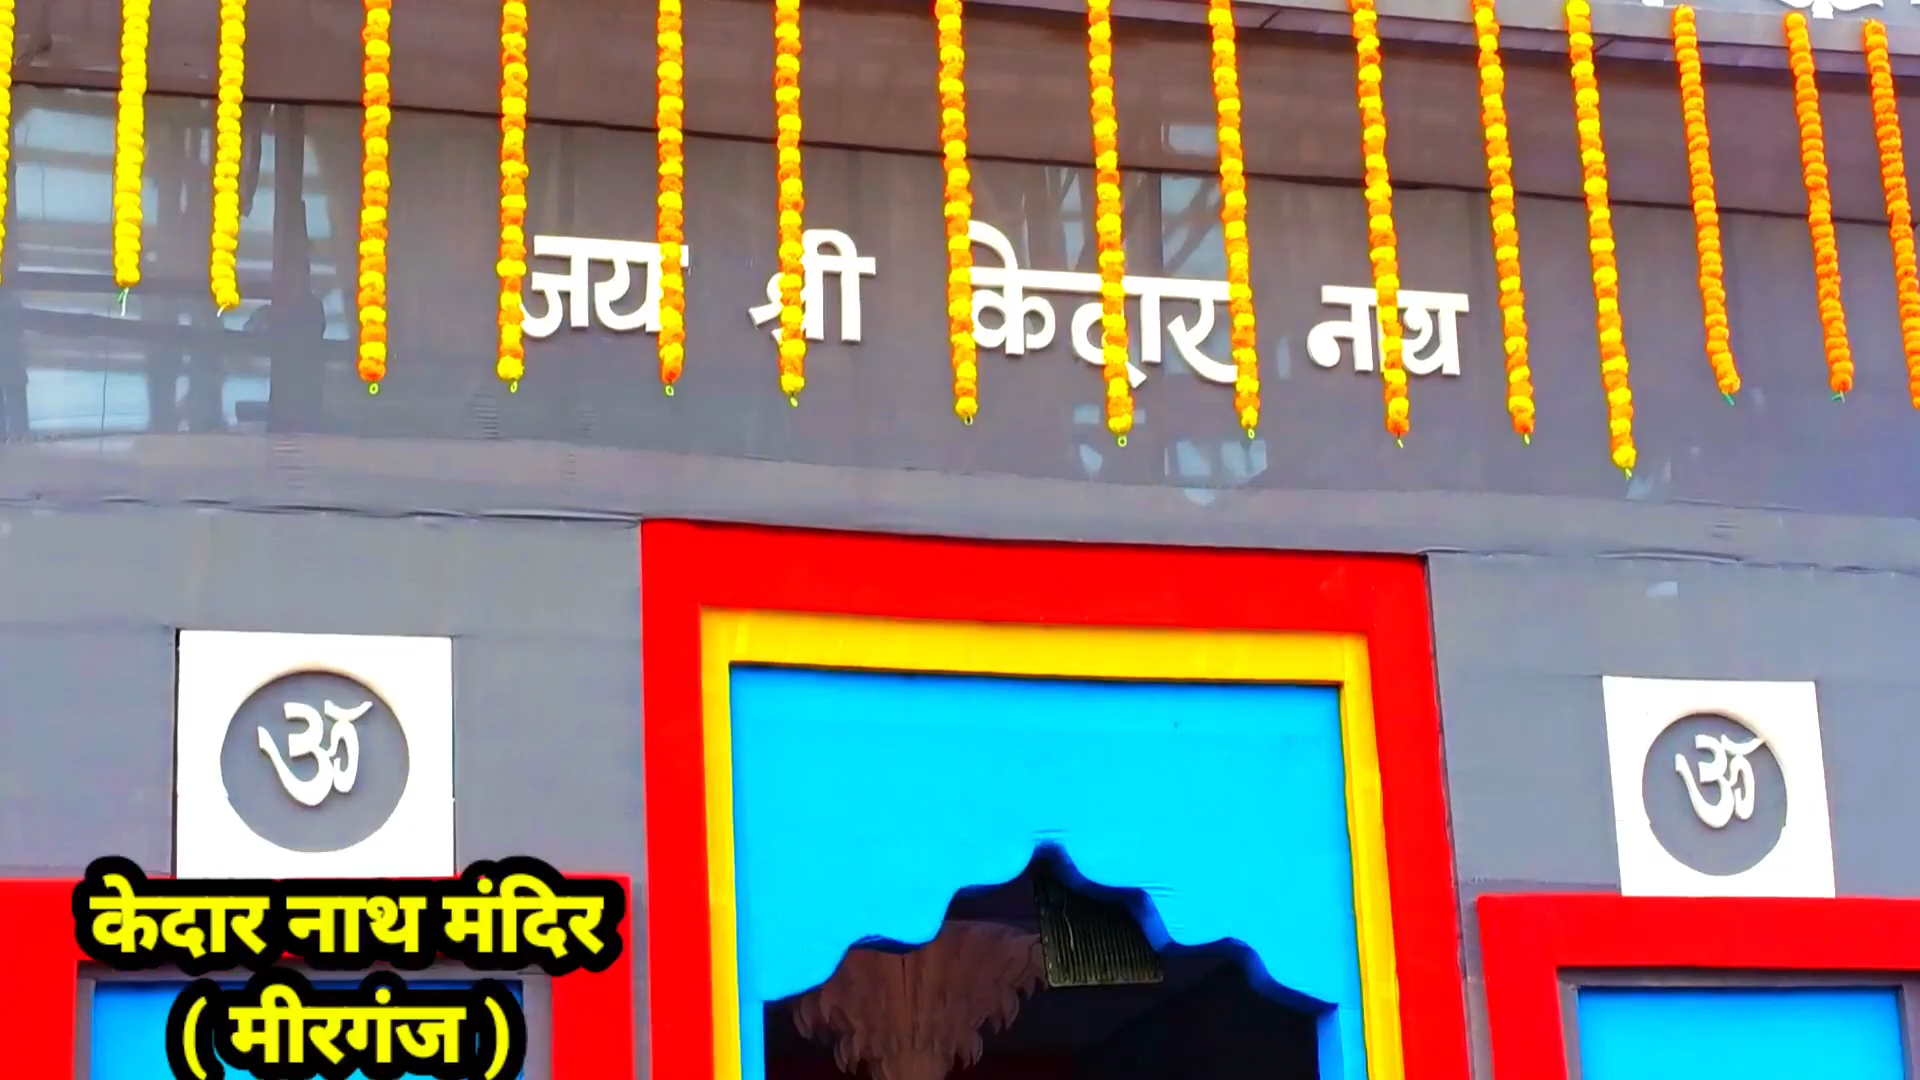 जय श्री केदार नाथ
ॐ ॐ
केदार नाथ मंदिर
( मीरगंज )